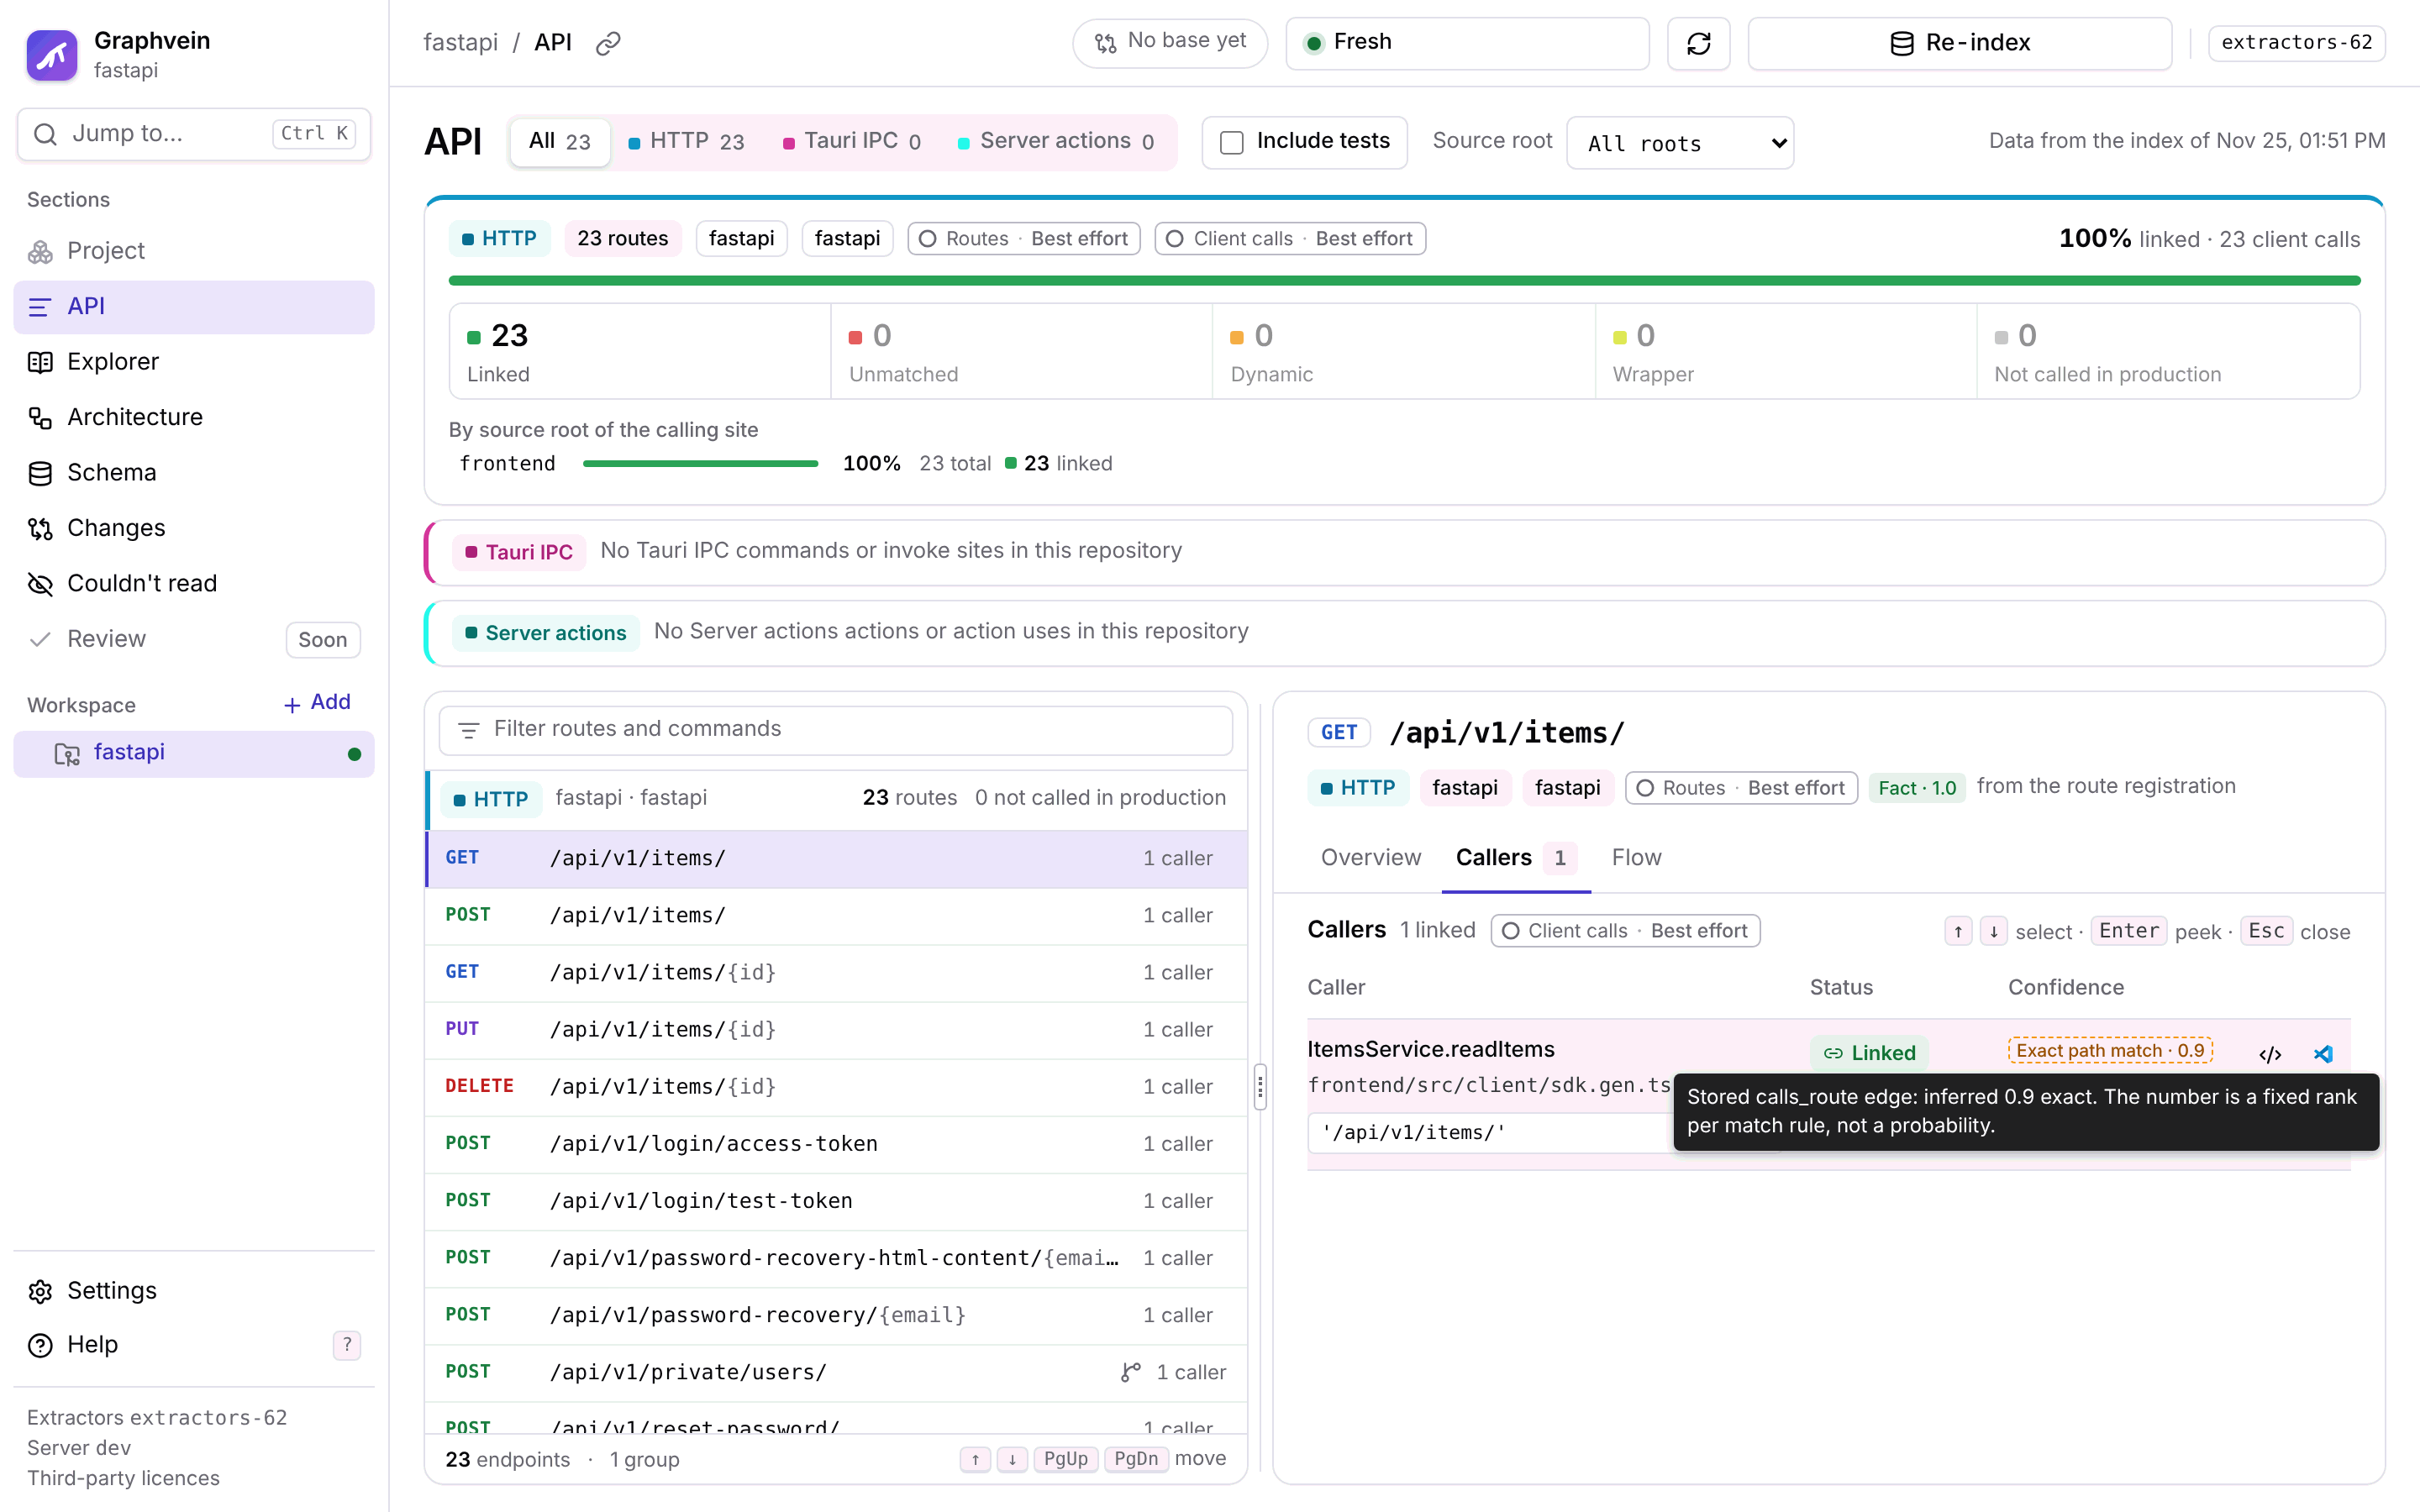 Graphvein
fastapi
Jump to...
Ctrl K
Sections
Project
API
Explorer
Architecture
Schema
Changes
Couldn't read
Review
Soon
Workspace
Add
fastapi
Settings
Help
?
Extractors extractors-62
Server dev
Third-party licences
fastapi / API
No base yet
Fresh
Re-index
extractors-62
API
All 23
HTTP 23
Tauri IPC 0
Server actions 0
Include tests
Source root
All roots
Data from the index of Nov 25, 01:51 PM
HTTP
23 routes
fastapi
fastapi
Routes · Best effort
Client calls · Best effort
100% linked · 23 client calls
23
Linked
0
Unmatched
0
Dynamic
0
Wrapper
0
Not called in production
By source root of the calling site
frontend
100% 23 total 23 linked
Tauri IPC
No Tauri IPC commands or invoke sites in this repository
Server actions
No Server actions actions or action uses in this repository
Filter routes and commands
HTTP
fastapi · fastapi
23 routes 0 not called in production
GET /api/v1/items/ 1 caller
POST /api/v1/items/ 1 caller
GET /api/v1/items/{id} 1 caller
PUT /api/v1/items/{id} 1 caller
DELETE /api/v1/items/{id} 1 caller
POST /api/v1/login/access-token 1 caller
POST /api/v1/login/test-token 1 caller
POST /api/v1/password-recovery-html-content/{emai… 1 caller
POST /api/v1/password-recovery/{email} 1 caller
POST /api/v1/private/users/ 1 caller
POST /api/v1/reset-password/ 1 caller
23 endpoints · 1 group
↑ ↓ PgUp PgDn move
GET /api/v1/items/
HTTP
fastapi
fastapi
Routes · Best effort
Fact · 1.0
from the route registration
Overview
Callers 1
Flow
Callers 1 linked
Client calls · Best effort
↑ ↓ select · Enter peek · Esc close
Caller
Status
Confidence
ItemsService.readItems
Linked
Exact path match · 0.9
frontend/src/client/sdk.gen.ts
'/api/v1/items/'
Stored calls_route edge: inferred 0.9 exact. The number is a fixed rank
per match rule, not a probability.